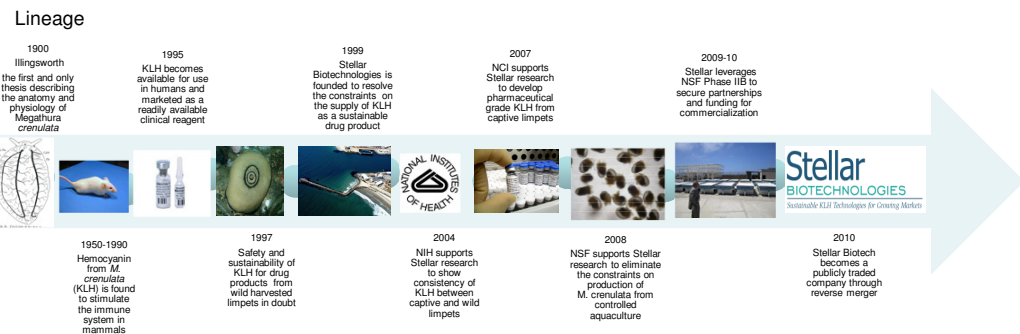 Lineage
1900
Illingsworth
the first and only
thesis describing
the anatomy and
physiology of
Megathura
crenulata
1995
KLH becomes
available for use
in humans and
marketed as a
readily available
clinical reagent
1999
Stellar
Biotechnologies is
founded to resolve
the constraints on
the supply of KLH
as a sustainable
drug product
2007
NCI supports
Stellar research
to develop
pharmaceutical
grade KLH from
captive limpets
2009-10
Stellar leverages
NSF Phase IIB to
secure partnerships
and funding for
commercialization
NATIONAL INSTITUTES
OF HEALTH
Stellar
BIOTECHNOLOGIES
Sustainable KLH Technologies for Growing Markets
1950-1990
Hemocyanin
from M.
crenulata
(KLH) is found
to stimulate
the immune
system in
mammals
1997
Safety and
sustainability of
KLH for drug
products from
wild harvested
limpets in doubt
2004
NIH supports
Stellar research
to show
consistency of
KLH between
captive and wild
limpets
2008
NSF supports Stellar
research to eliminate
the constraints on
production of
M. crenulata from
controlled
aquaculture
2010
Stellar Biotech
becomes a
publicly traded
company through
reverse merger